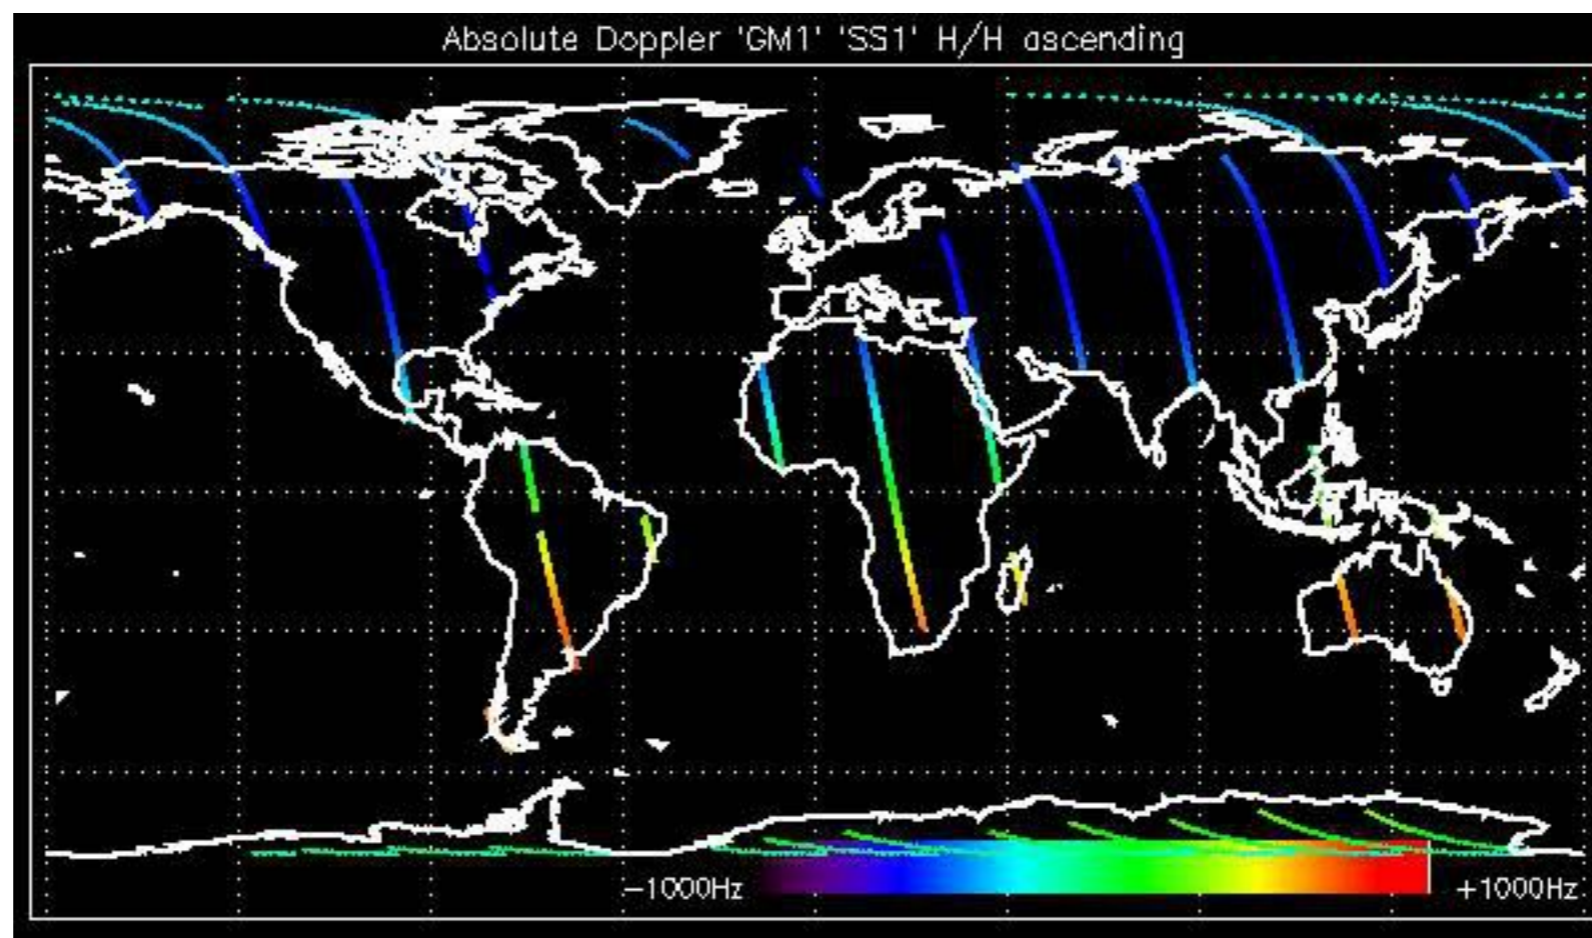 Absolute Doppler 'GM1' 'SS1' H/H ascending
−1000Hz
+1000Hz